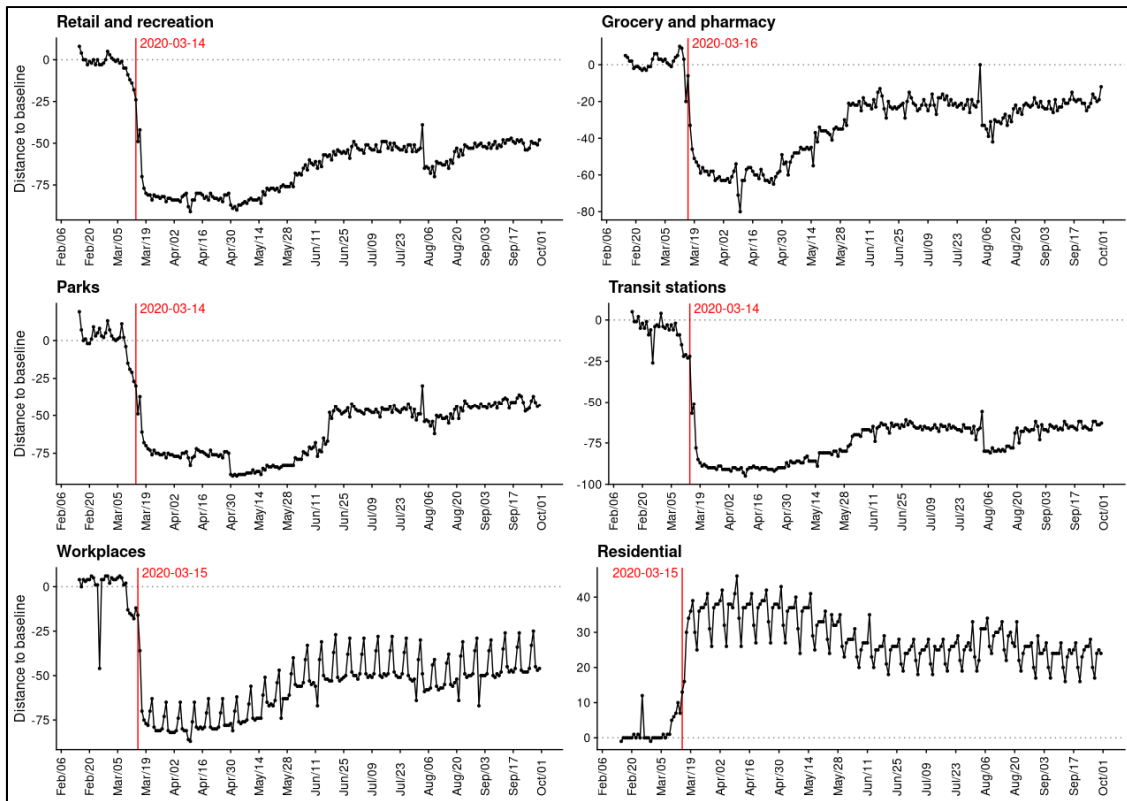 Retail and recreation
Grocery and pharmacy
2020-03-14
2020-03-16
Distance to baseline
0
-25
-50
-75
0
-20
-40
-60
-80
Feb/06 Feb/20 Mar/05 Mar/19 Apr/02 Apr/16 Apr/30 May/14 May/28 Jun/11 Jun/25 Jul/09 Jul/23 Aug/06 Aug/20 Sep/03 Sep/17 Oct/01
Feb/06 Feb/20 Mar/05 Mar/19 Apr/02 Apr/16 Apr/30 May/14 May/28 Jun/11 Jun/25 Jul/09 Jul/23 Aug/06 Aug/20 Sep/03 Sep/17 Oct/01
Parks
Transit stations
2020-03-14
2020-03-14
Distance to baseline
0
-25
-50
-75
0
-25
-50
-75
-100
Feb/06 Feb/20 Mar/05 Mar/19 Apr/02 Apr/16 Apr/30 May/14 May/28 Jun/11 Jun/25 Jul/09 Jul/23 Aug/06 Aug/20 Sep/03 Sep/17 Oct/01
Feb/06 Feb/20 Mar/05 Mar/19 Apr/02 Apr/16 Apr/30 May/14 May/28 Jun/11 Jun/25 Jul/09 Jul/23 Aug/06 Aug/20 Sep/03 Sep/17 Oct/01
Workplaces
Residential
2020-03-15
2020-03-15
Distance to baseline
0
-25
-50
-75
40
30
20
10
0
Feb/06 Feb/20 Mar/05 Mar/19 Apr/02 Apr/16 Apr/30 May/14 May/28 Jun/11 Jun/25 Jul/09 Jul/23 Aug/06 Aug/20 Sep/03 Sep/17 Oct/01
Feb/06 Feb/20 Mar/05 Mar/19 Apr/02 Apr/16 Apr/30 May/14 May/28 Jun/11 Jun/25 Jul/09 Jul/23 Aug/06 Aug/20 Sep/03 Sep/17 Oct/01